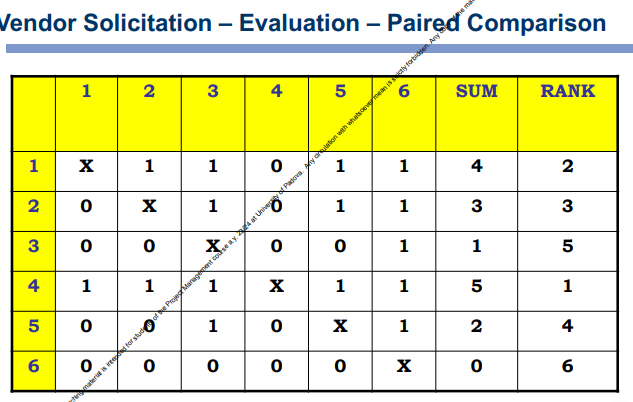 Vendor Solicitation – Evaluation – Paired Comparison
1 2 3 4 5 6 SUM RANK
1 X 1 1 0 1 1 4 2
2 0 X 1 0 1 1 3 3
3 0 0 X 0 0 1 1 5
4 1 1 1 X 1 1 5 1
5 0 0 1 0 X 1 2 4
6 0 0 0 0 0 X 0 6
material is intended for students of the Project Management course a.y. 23/24 at University of Padova. Any circulation with whatsoever mean is strictly forbidden. Any of the